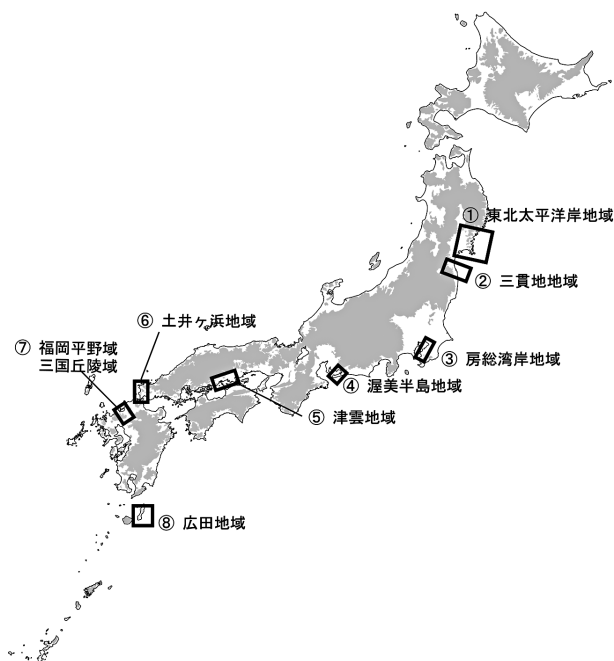 ① 東北太平洋岸地域
② 三貫地地域
⑥ 土井ヶ浜地域
⑦ 福岡平野域
三国丘陵域
③ 房総湾岸地域
④ 渥美半島地域
⑤ 津雲地域
⑧ 広田地域